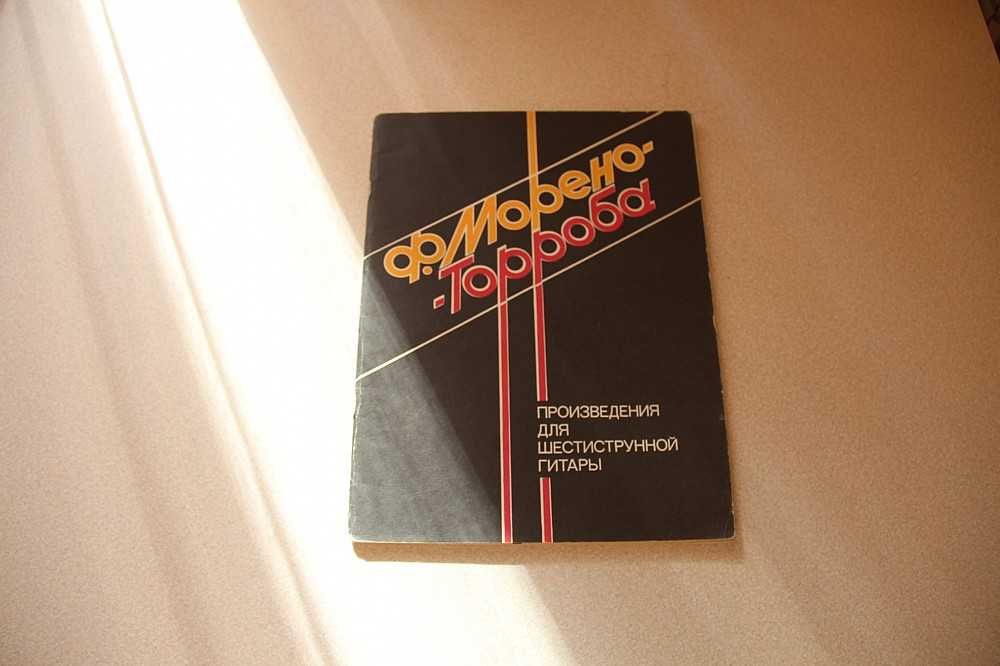 Ф. Морено-
-Торроба
ПРОИЗВЕДЕНИЯ
ДЛЯ
ШЕСТИСТРУННОЙ
ГИТАРЫ